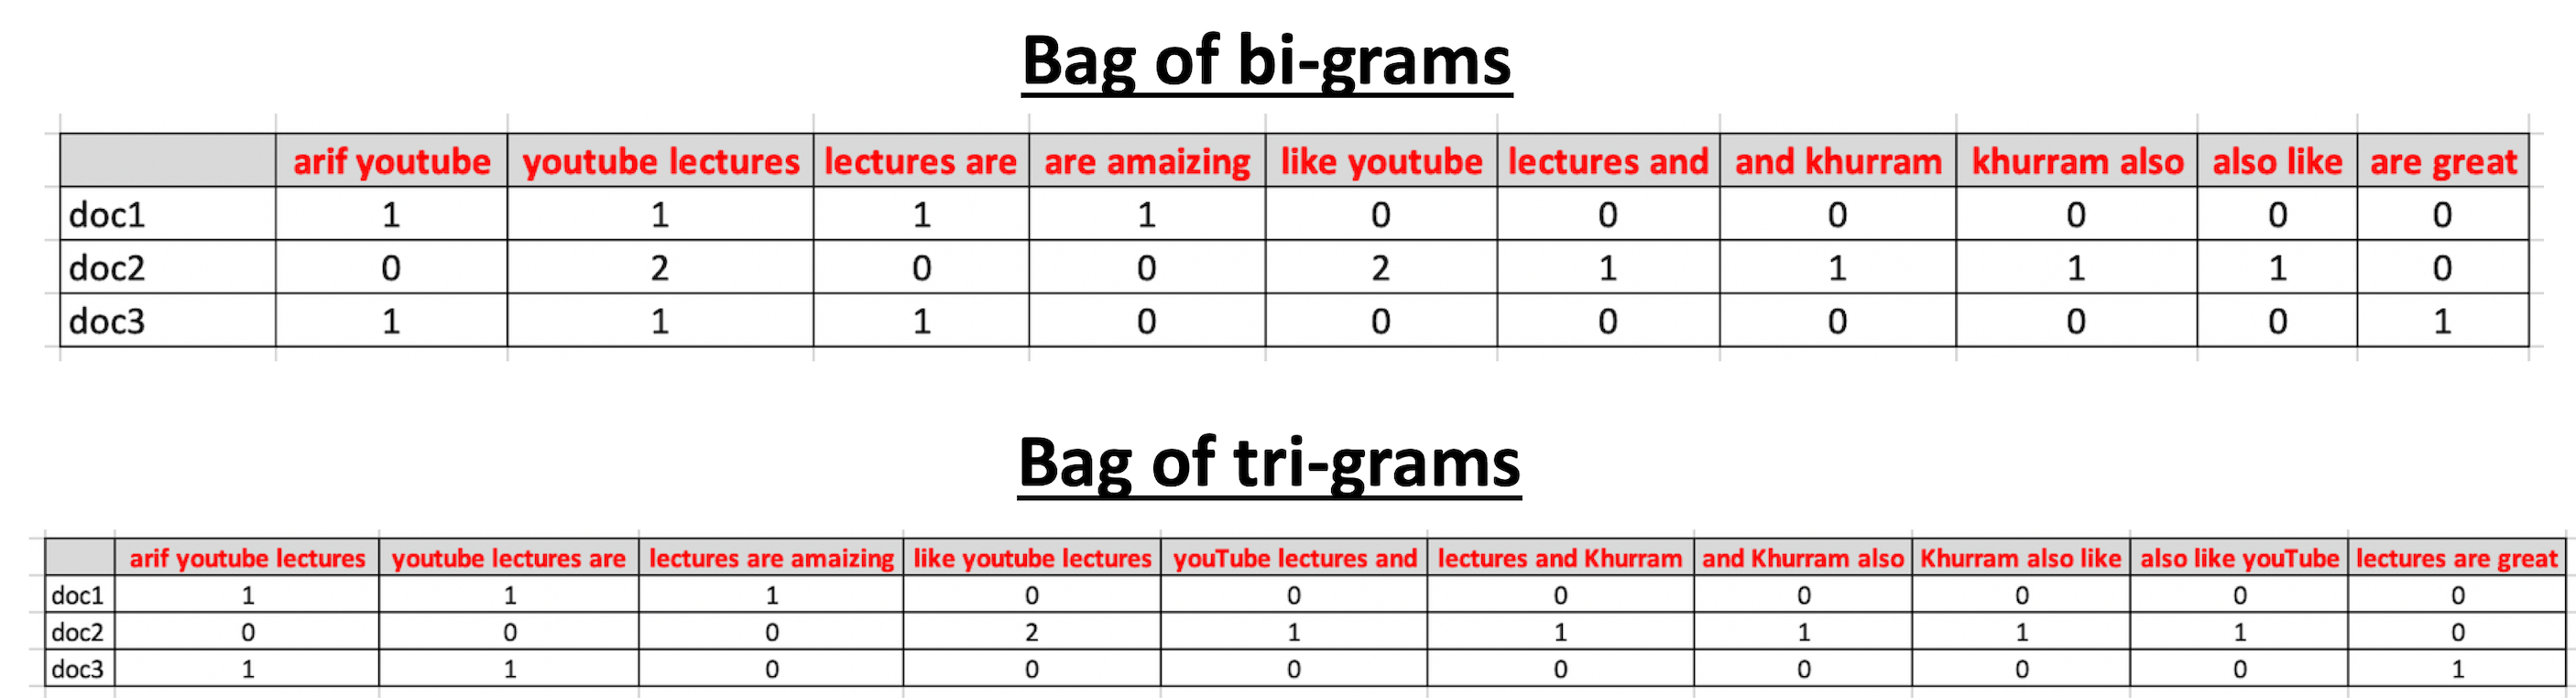 Bag of bi-grams
arif youtube youtube lectures lectures are are amaizing like youtube lectures and and khurram khurram also also like are great
doc1 1 1 1 1 0 0 0 0 0 0
doc2 0 2 0 0 2 1 1 1 1 0
doc3 1 1 1 0 0 0 0 0 0 1
Bag of tri-grams
arif youtube lectures youtube lectures are lectures are amaizing like youtube lectures youTube lectures and lectures and Khurram and Khurram also Khurram also like also like youTube lectures are great
doc1 1 1 1 0 0 0 0 0 0 0
doc2 0 0 0 2 1 1 1 1 1 0
doc3 1 1 0 0 0 0 0 0 0 1